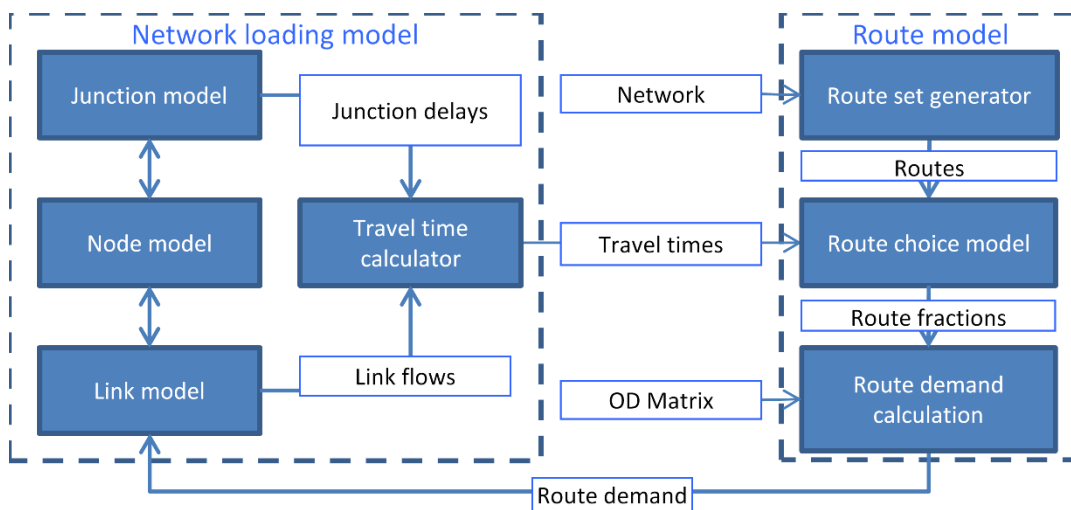 Network loading model
Route model
Junction model
Junction delays
Network
Route set generator
Routes
Node model
Travel time
calculator
Travel times
Route choice model
Route fractions
Link model
Link flows
OD Matrix
Route demand
calculation
Route demand